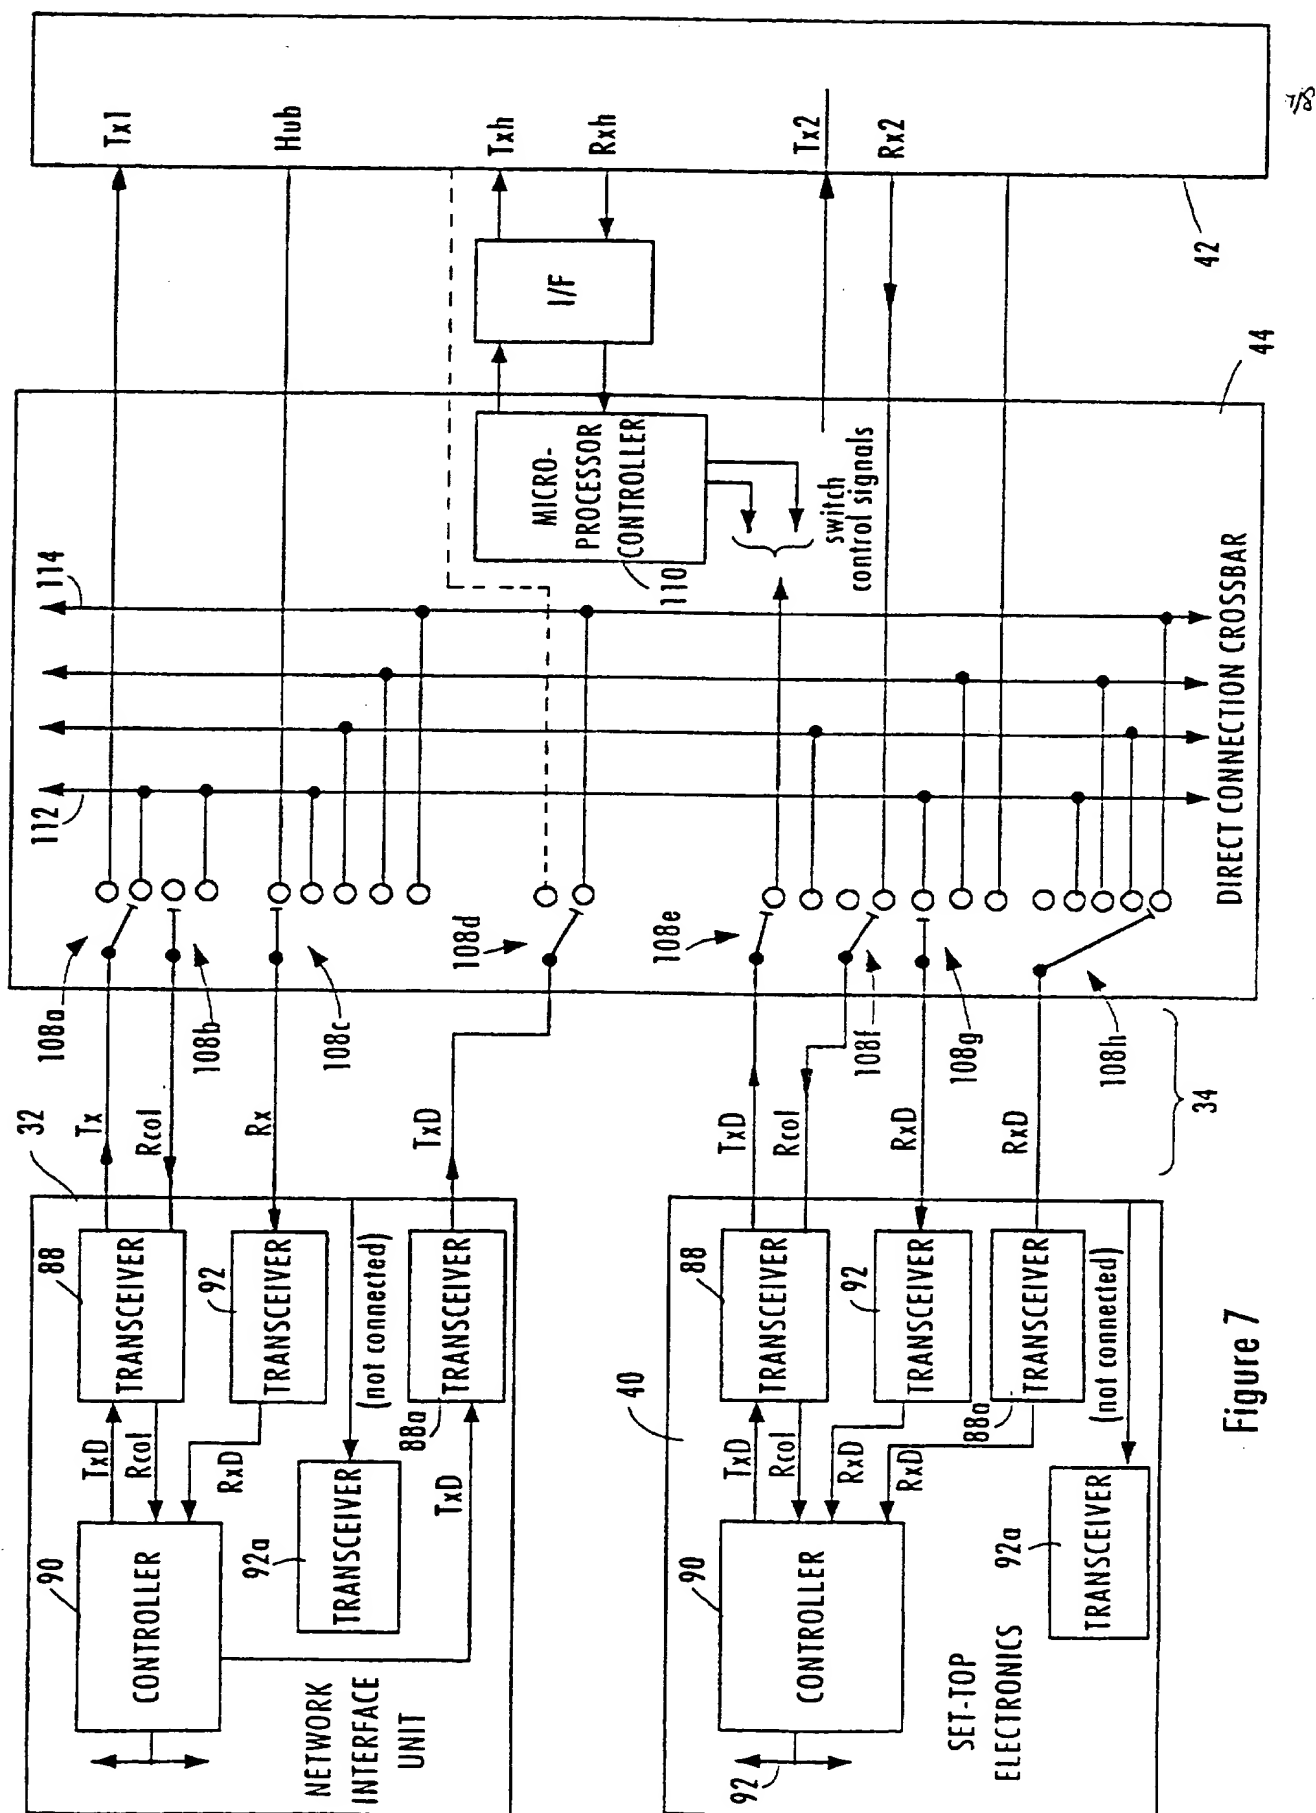 8/12
Tx1
Hub
Txh
Rxh
Tx2
Rx2
42
I/F
44
MICRO-
PROCESSOR
CONTROLLER
110
switch
control signals
114
112
DIRECT CONNECTION CROSSBAR
108a
108b
108c
108d
108e
108f
108g
108h
34
32
Tx
Rcol
Rx
TxD
TxD
Rcol
RxD
RxD
88
TRANSCEIVER
92
TRANSCEIVER
(not connected)
88a
TRANSCEIVER
TxD
Rcol
RxD
TxD
90
CONTROLLER
92a
TRANSCEIVER
NETWORK
INTERFACE
UNIT
40
88
TRANSCEIVER
92
TRANSCEIVER
88a
TRANSCEIVER
(not connected)
TxD
Rcol
RxD
RxD
90
CONTROLLER
92
92a
TRANSCEIVER
SET-TOP
ELECTRONICS
Figure 7